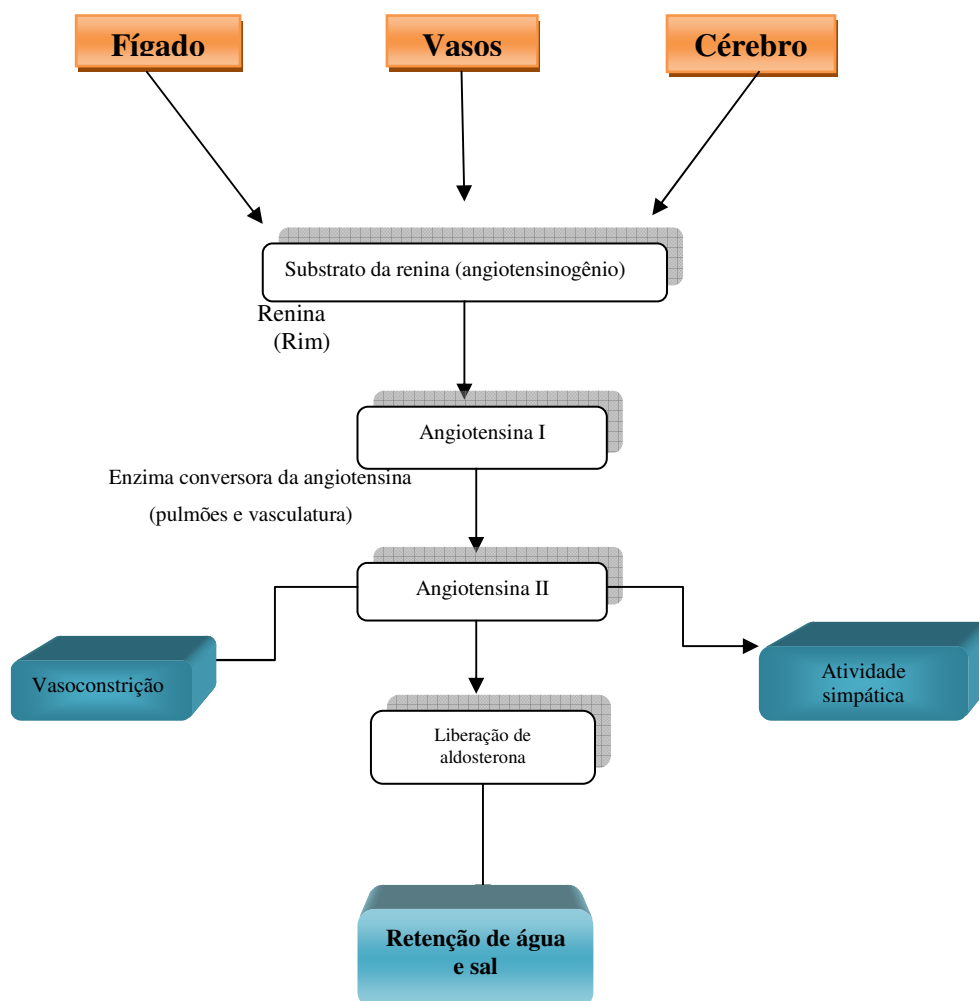 Fígado
Vasos
Cérebro
Substrato da renina (angiotensinogênio)
Renina
(Rim)
Angiotensina I
Enzima conversora da angiotensina
(pulmões e vasculatura)
Angiotensina II
Vasoconstrição
Atividade
simpática
Liberação de
aldosterona
Retenção de água
e sal